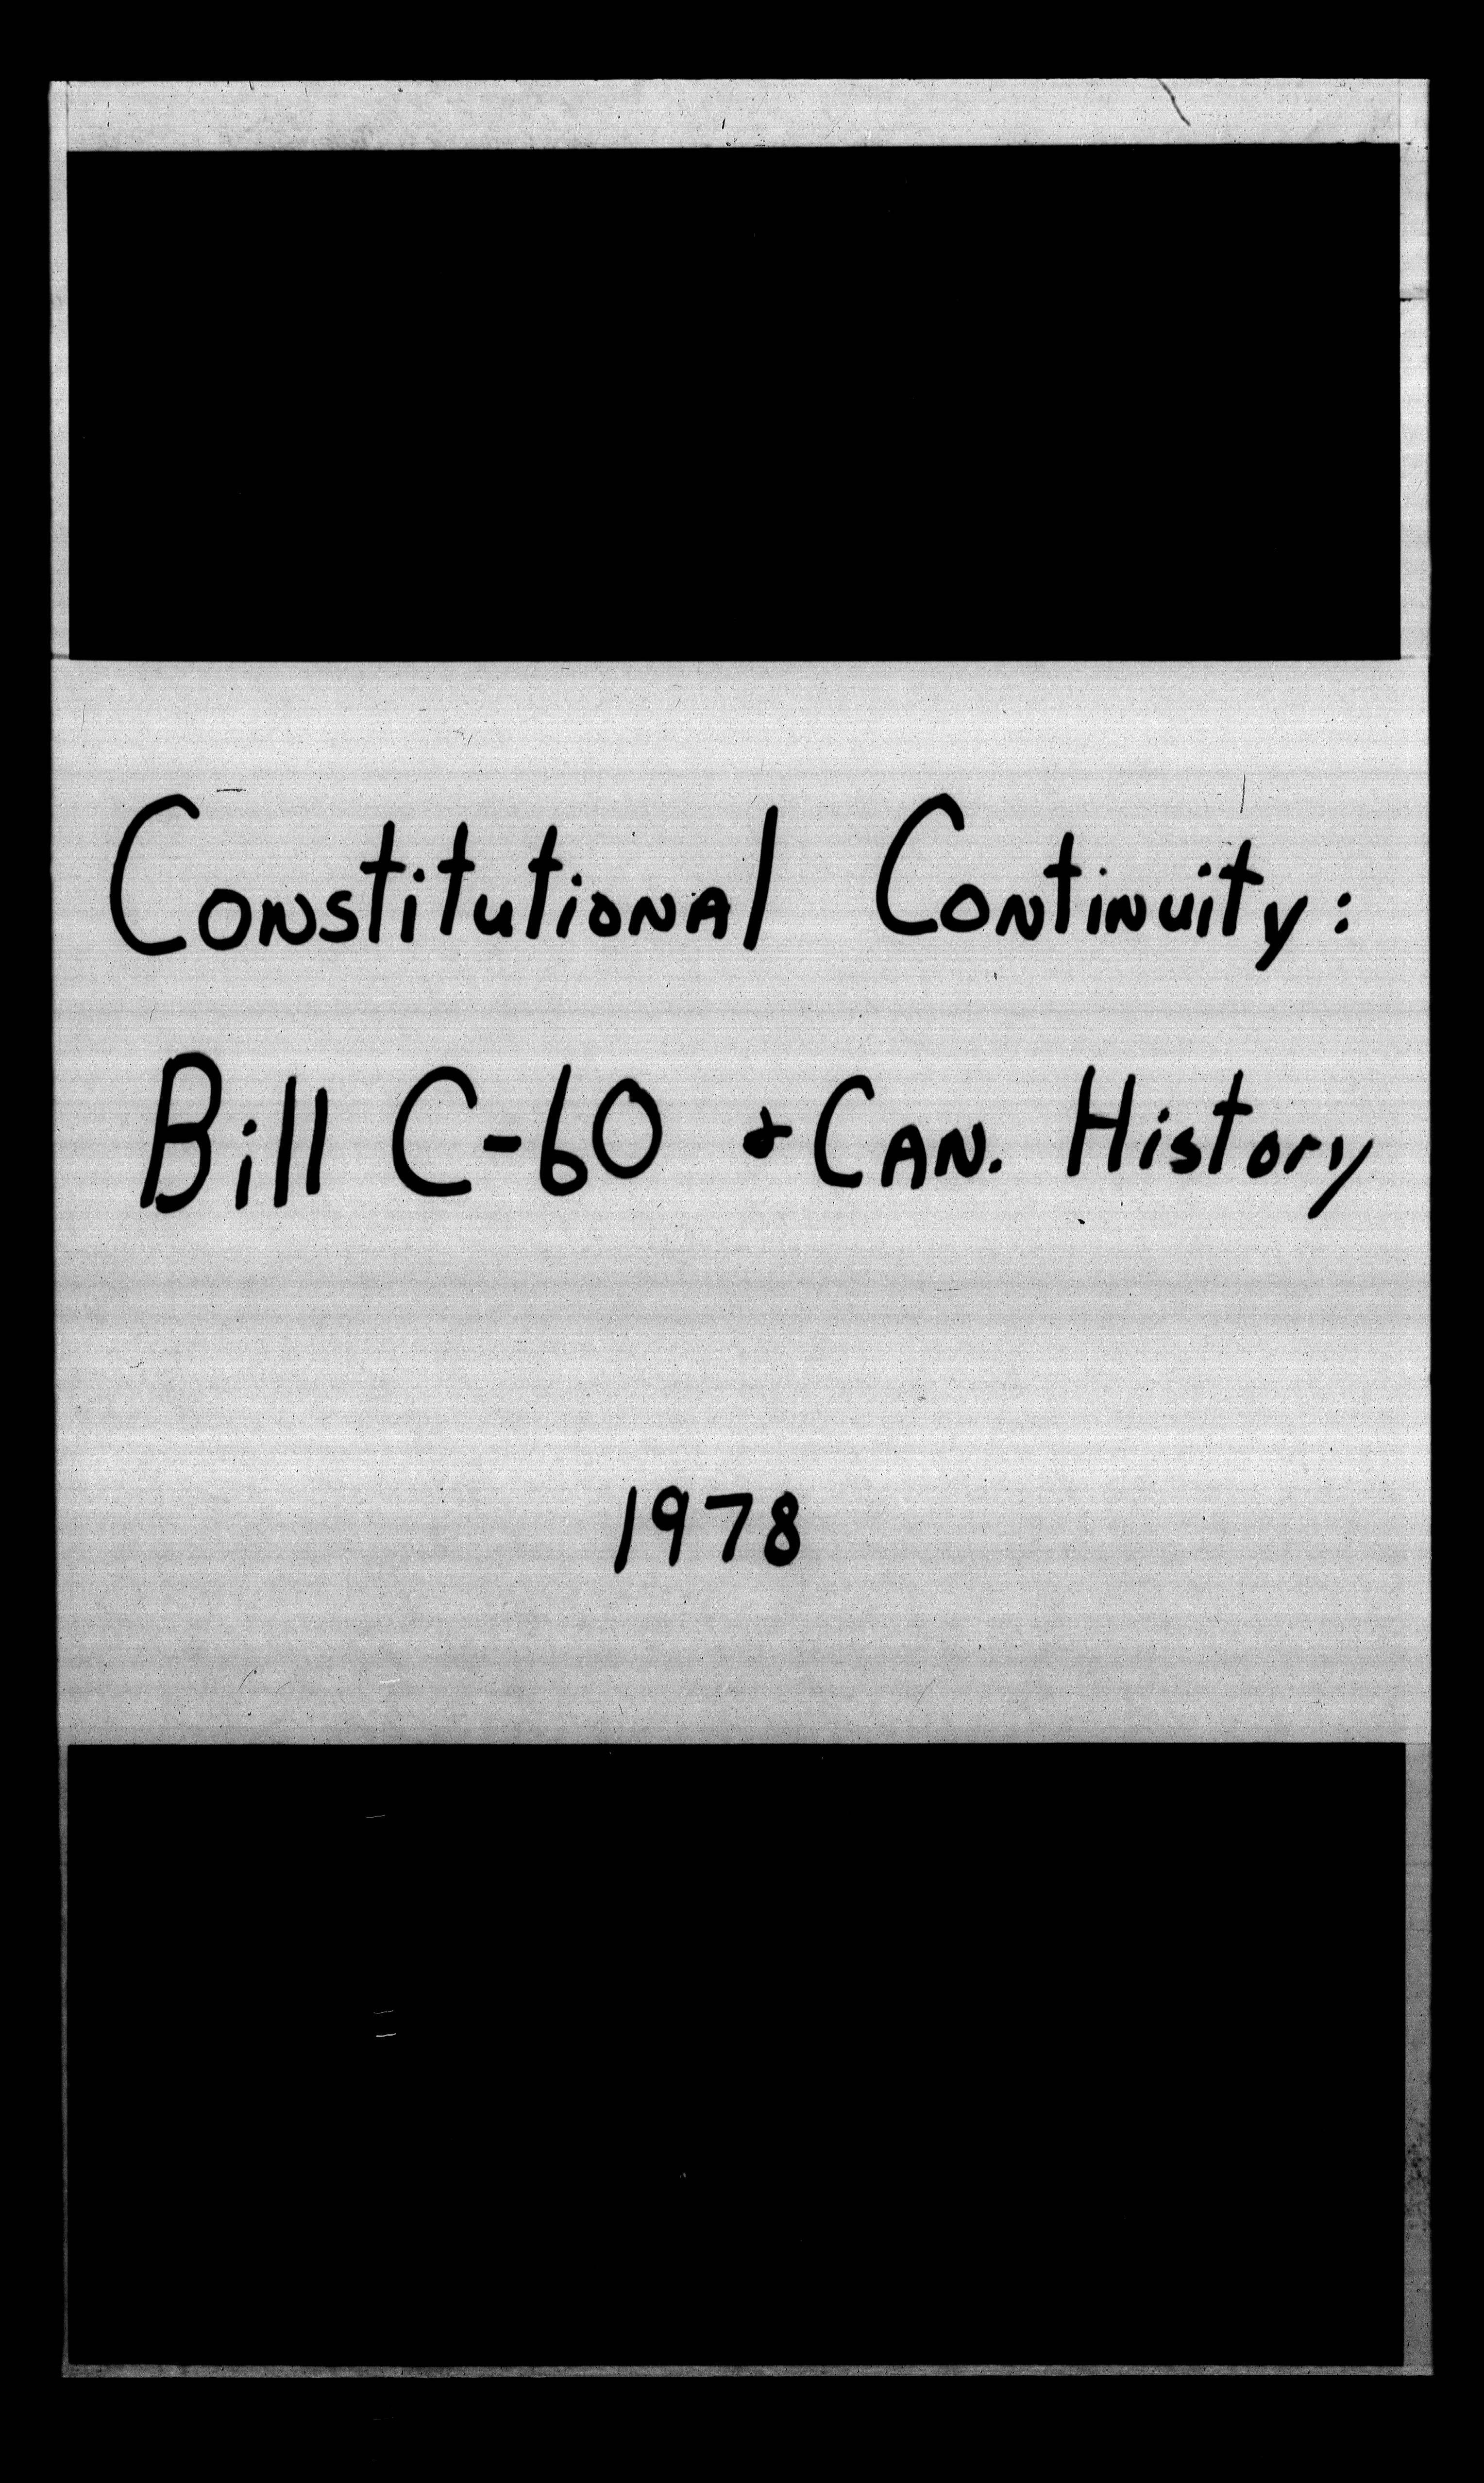 Constitutional Continuity:
Bill C-60 & Can. History
1978